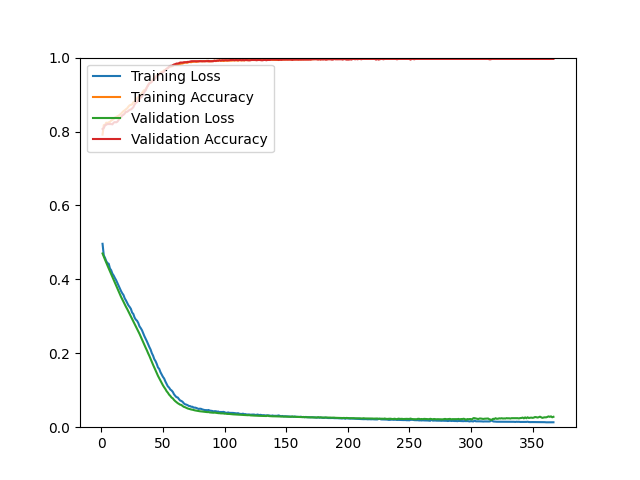 1.0
0.8
0.6
0.4
0.2
0.0
Training Loss
Training Accuracy
Validation Loss
Validation Accuracy
0 50 100 150 200 250 300 350